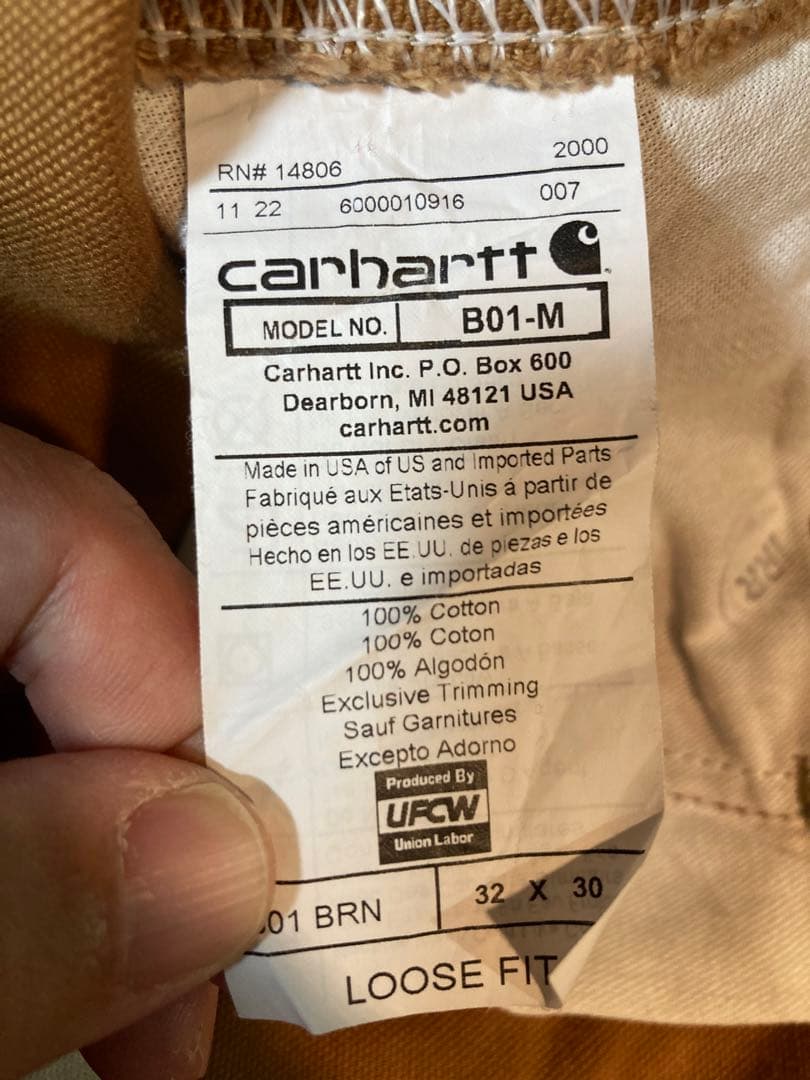 RN# 14806 2000
11 22 6000010916 007
carhartt
MODEL NO. B01-M
Carhartt Inc. P.O. Box 600
Dearborn, MI 48121 USA
carhartt.com
Made in USA of US and Imported Parts
Fabriqué aux Etats-Unis á partir de
pièces américaines et importées
Hecho en los EE.UU. de piezas e los
EE.UU. e importadas
100% Cotton
100% Coton
100% Algodón
Exclusive Trimming
Sauf Garnitures
Excepto Adorno
Produced By
UFCW
Union Labor
01 BRN 32 X 30
LOOSE FIT